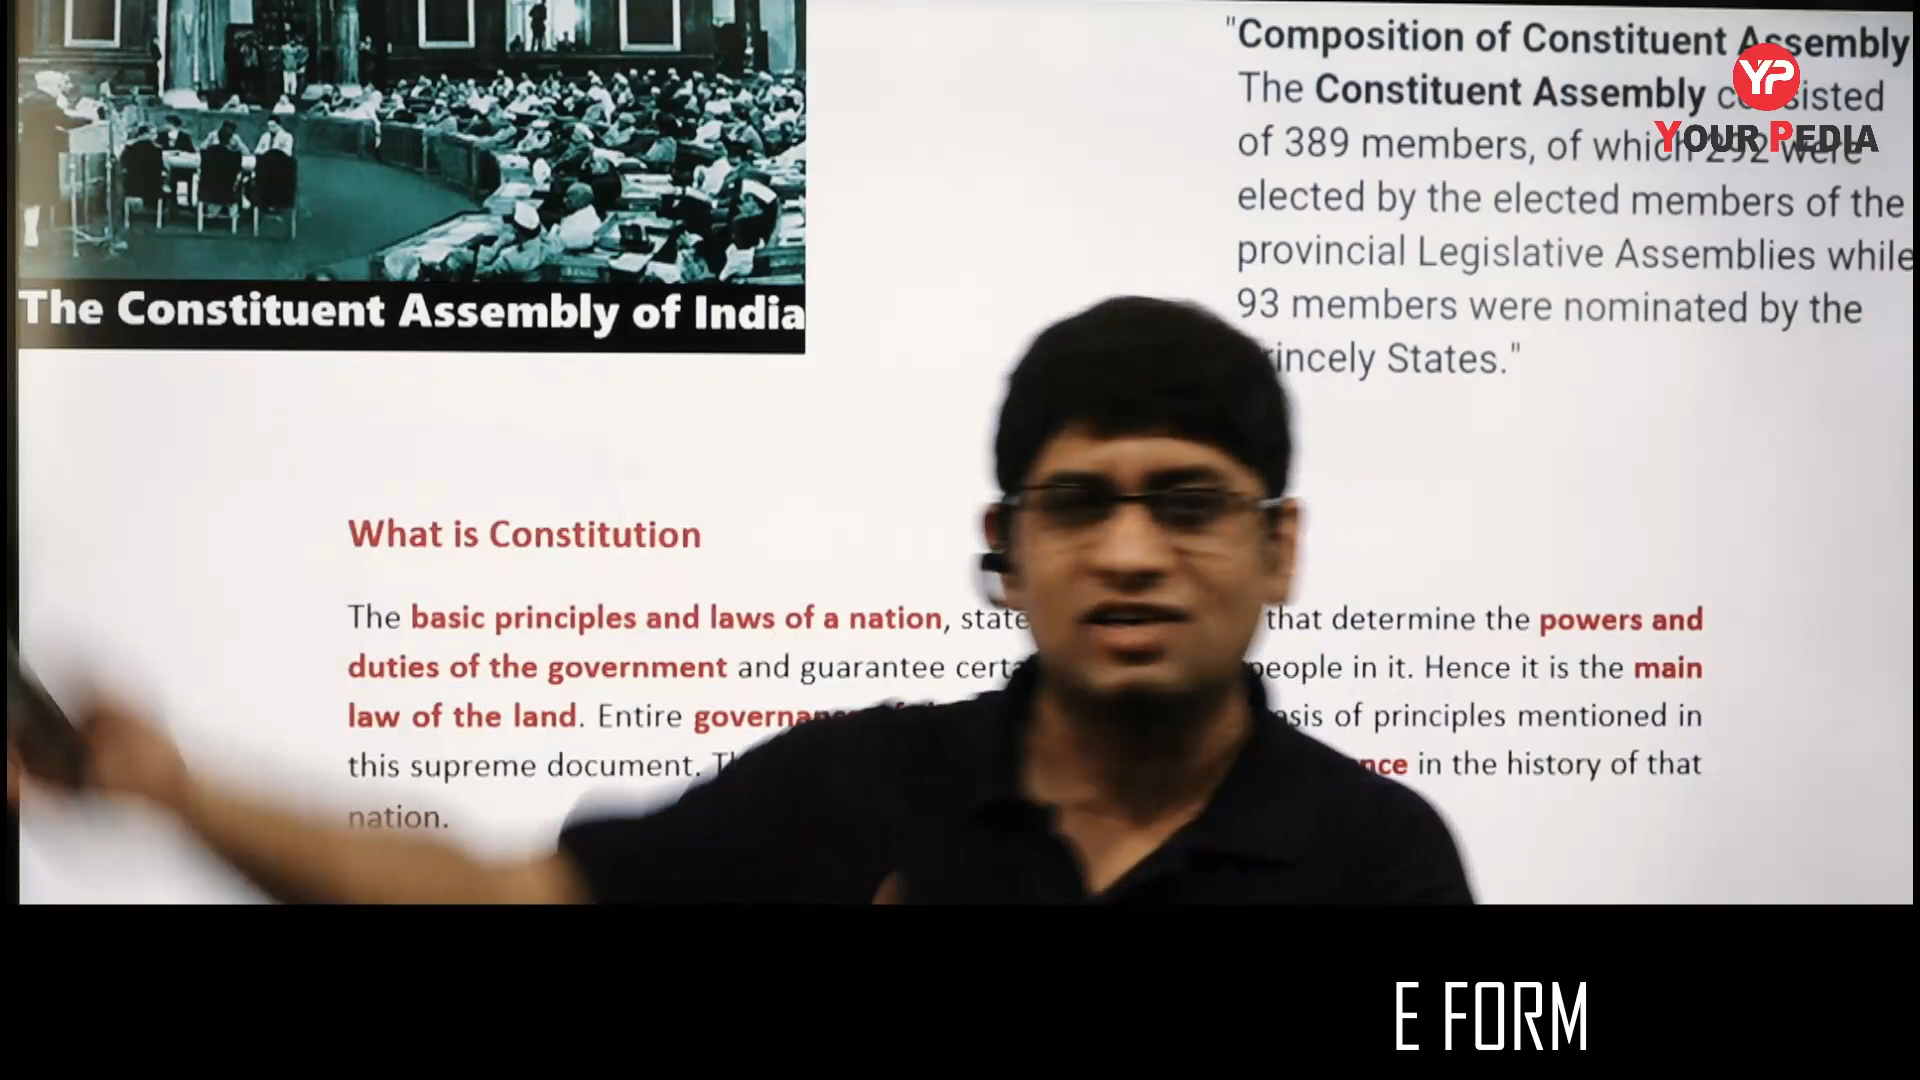 The Constituent Assembly of India
"Composition of Constituent Assembly
The Constituent Assembly consisted
of 389 members, of which 292 were
elected by the elected members of the
provincial Legislative Assemblies while
93 members were nominated by the
rincely States."
YP
YOUR PEDIA
What is Constitution
The basic principles and laws of a nation, state that determine the powers and
duties of the government and guarantee people in it. Hence it is the main
law of the land. Entire of principles mentioned in
this supreme document. in the history of that
nation.
E FORM